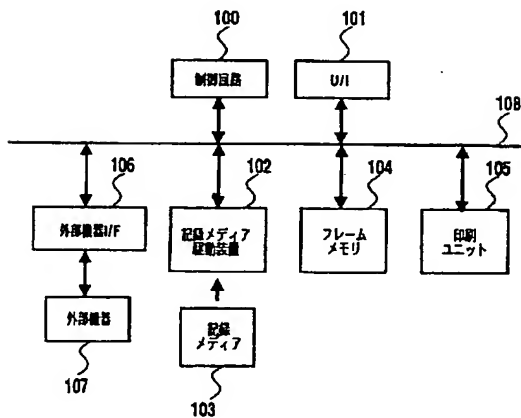 100
101
制御回路
U/I
108
106
102
104
105
外部機器I/F
記録メディア
駆動装置
フレーム
メモリ
印刷
ユニット
外部機器
記録
メディア
107
103